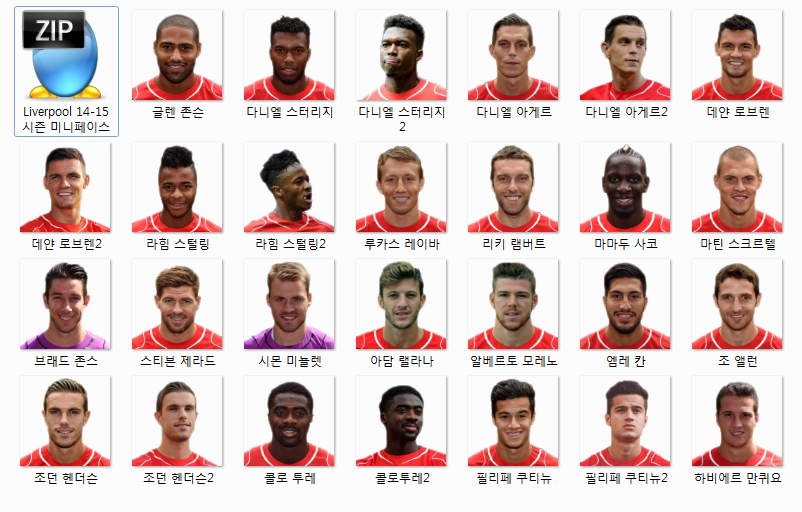 ZIP
Liverpool 14-15
시즌 미니페이스
글렌 존슨
다니엘 스터리지
다니엘 스터리지
2
다니엘 아게르
다니엘 아게르2
데얀 로브렌
데얀 로브렌2
라힘 스털링
라힘 스털링2
루카스 레이바
리키 램버트
마마두 사코
마틴 스크르텔
브래드 존스
스티븐 제라드
시몬 미놀렛
아담 랠라나
알베르토 모레노
엠레 칸
조 앨런
조던 헨더슨
조던 헨더슨2
콜로 투레
콜로투레2
필리페 쿠티뉴
필리페 쿠티뉴2
하비에르 만퀴요